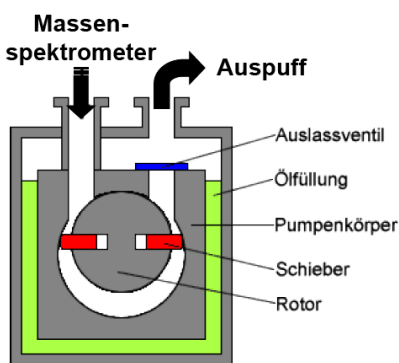 Massen-
spektrometer
Auspuff
Auslassventil
Ölfüllung
Pumpenkörper
Schieber
Rotor